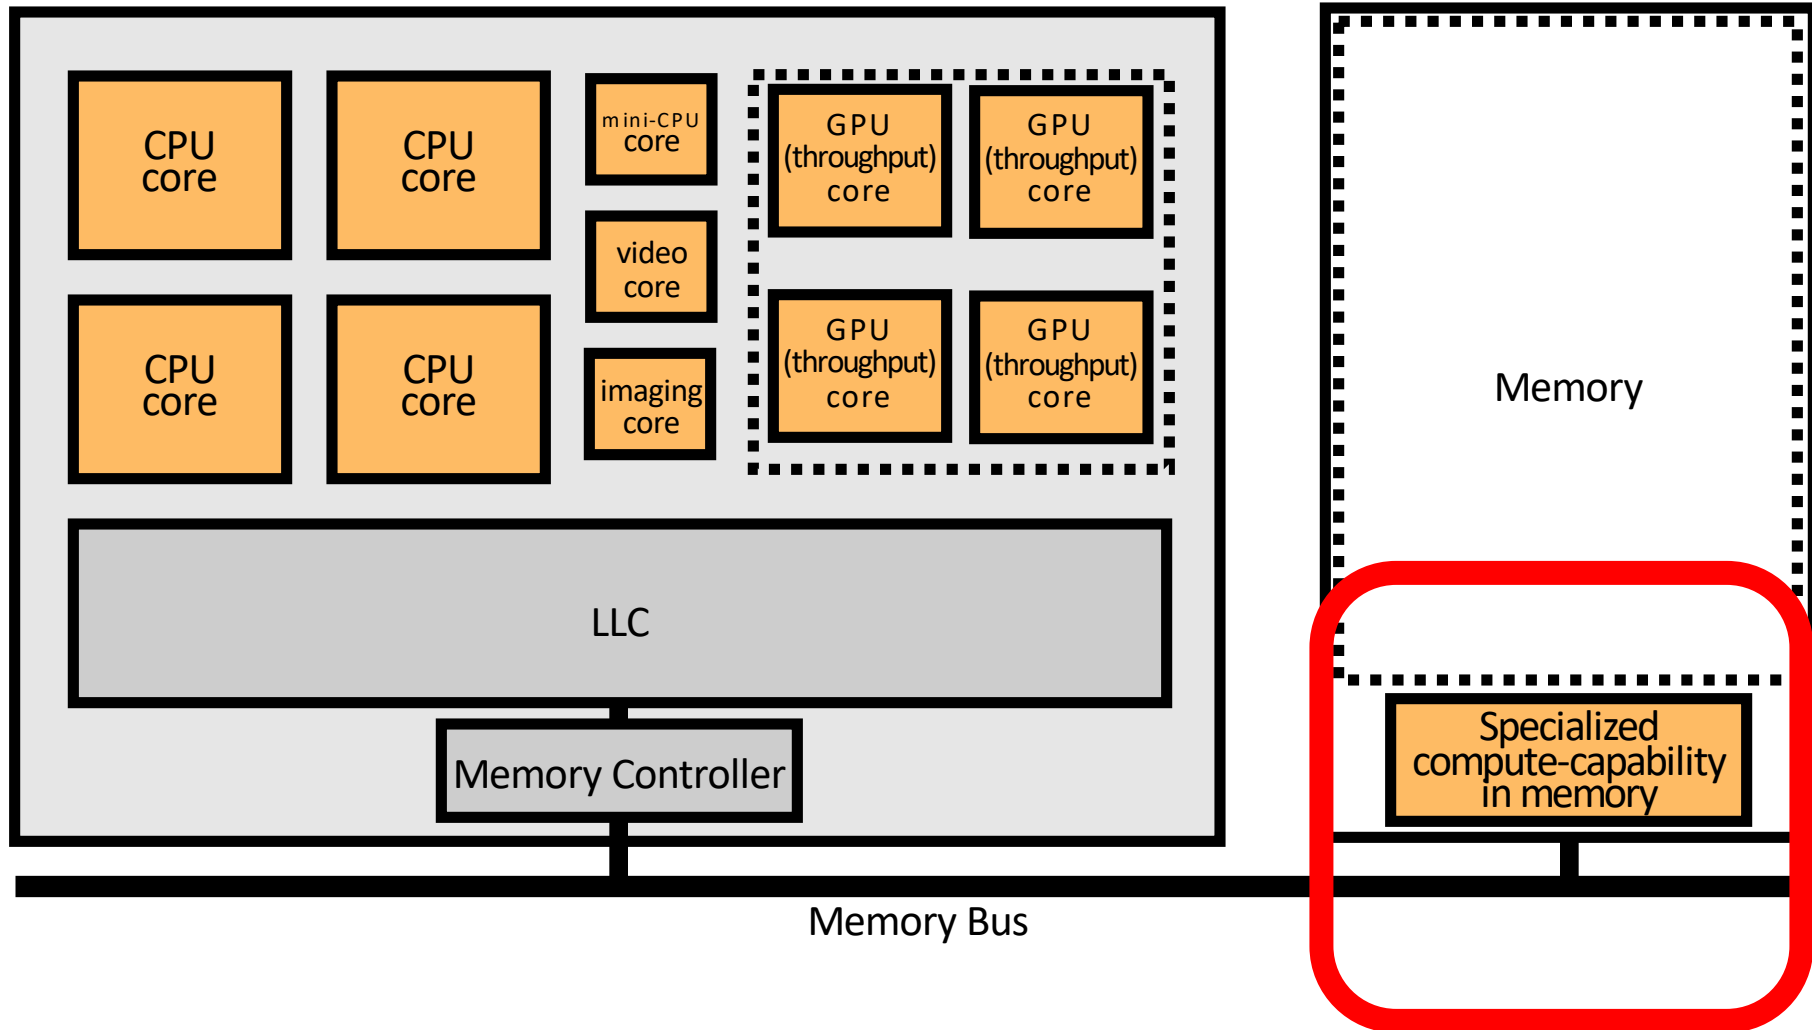 CPU
core
CPU
core
mini-CPU
core
video
core
imaging
core
GPU
(throughput)
core
GPU
(throughput)
core
CPU
core
CPU
core
GPU
(throughput)
core
GPU
(throughput)
core
LLC
Memory Controller
Memory Bus
Memory
Specialized
compute-capability
in memory